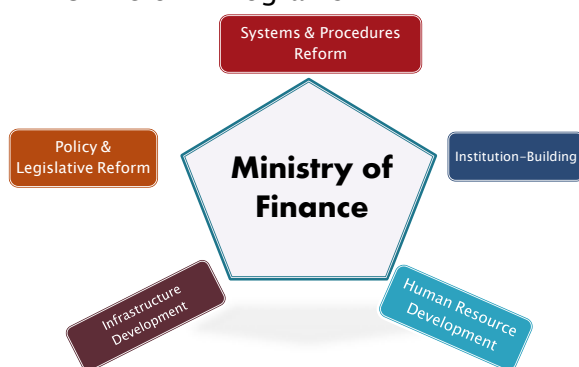 Systems & Procedures
Reform
Policy &
Legislative Reform
Ministry of
Finance
Institution-Building
Infrastructure
Development
Human Resource
Development